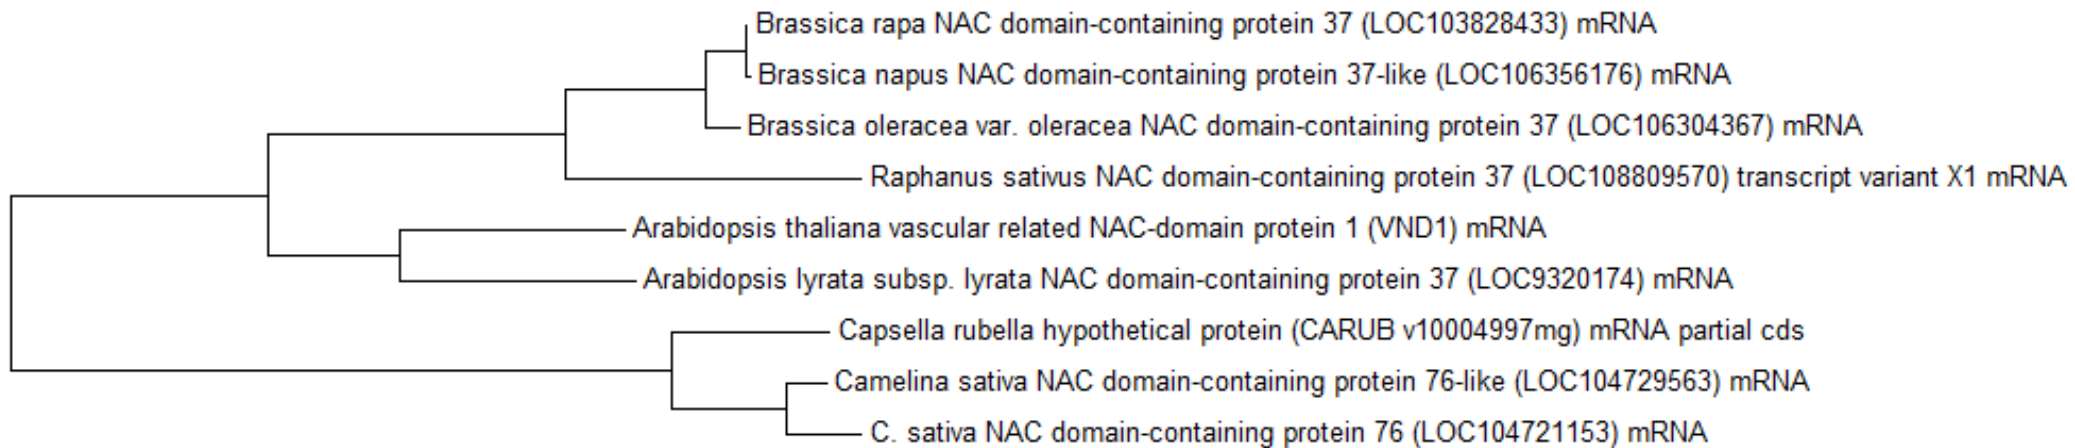 Brassica rapa NAC domain-containing protein 37 (LOC103828433) mRNA
Brassica napus NAC domain-containing protein 37-like (LOC106356176) mRNA
Brassica oleracea var. oleracea NAC domain-containing protein 37 (LOC106304367) mRNA
Raphanus sativus NAC domain-containing protein 37 (LOC108809570) transcript variant X1 mRNA
Arabidopsis thaliana vascular related NAC-domain protein 1 (VND1) mRNA
Arabidopsis lyrata subsp. lyrata NAC domain-containing protein 37 (LOC9320174) mRNA
Capsella rubella hypothetical protein (CARUB v10004997mg) mRNA partial cds
Camelina sativa NAC domain-containing protein 76-like (LOC104729563) mRNA
C. sativa NAC domain-containing protein 76 (LOC104721153) mRNA